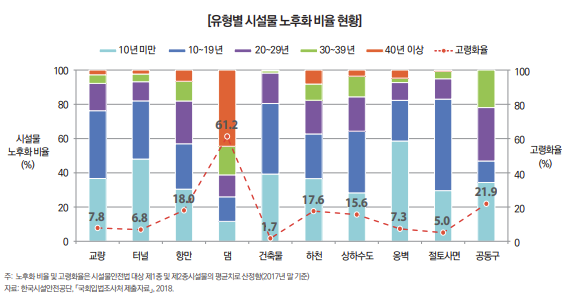 [유형별 시설물 노후화 비율 현황]
10년 미만 10~19년 20~29년 30~39년 40년 이상 고령화율
100 100
80 80
60 60
40 40
20 20
0 0
시설물
노후화 비율
(%)
고령화율
(%)
7.8 6.8 18.0 61.2 1.7 17.6 15.6 7.3 5.0 21.9
교량 터널 항만 댐 건축물 하천 상하수도 옹벽 절토사면 공동구
주: 노후화 비율 및 고령화율은 시설물안전법 대상 제1종 및 제2종시설물의 평균치로 산정함(2017년 말 기준)
자료: 한국시설안전공단, 「국회입법조사처 제출자료」, 2018.